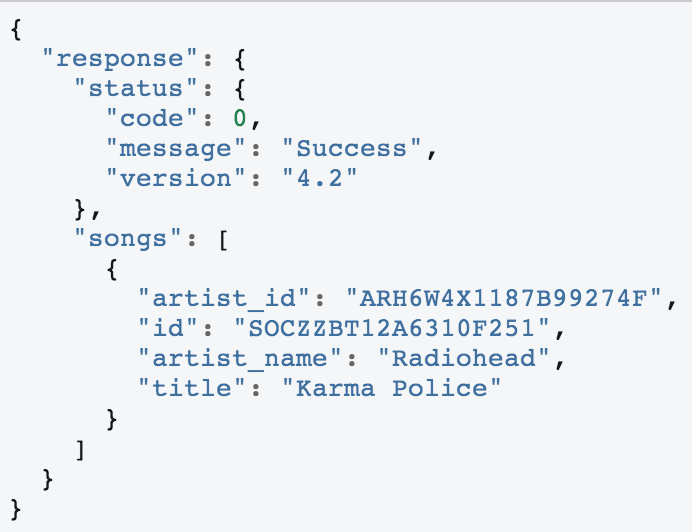 {
  "response": {
    "status": {
      "code": 0,
      "message": "Success",
      "version": "4.2"
    },
    "songs": [
      {
        "artist_id": "ARH6W4X1187B99274F",
        "id": "SOCZZBT12A6310F251",
        "artist_name": "Radiohead",
        "title": "Karma Police"
      }
    ]
  }
}